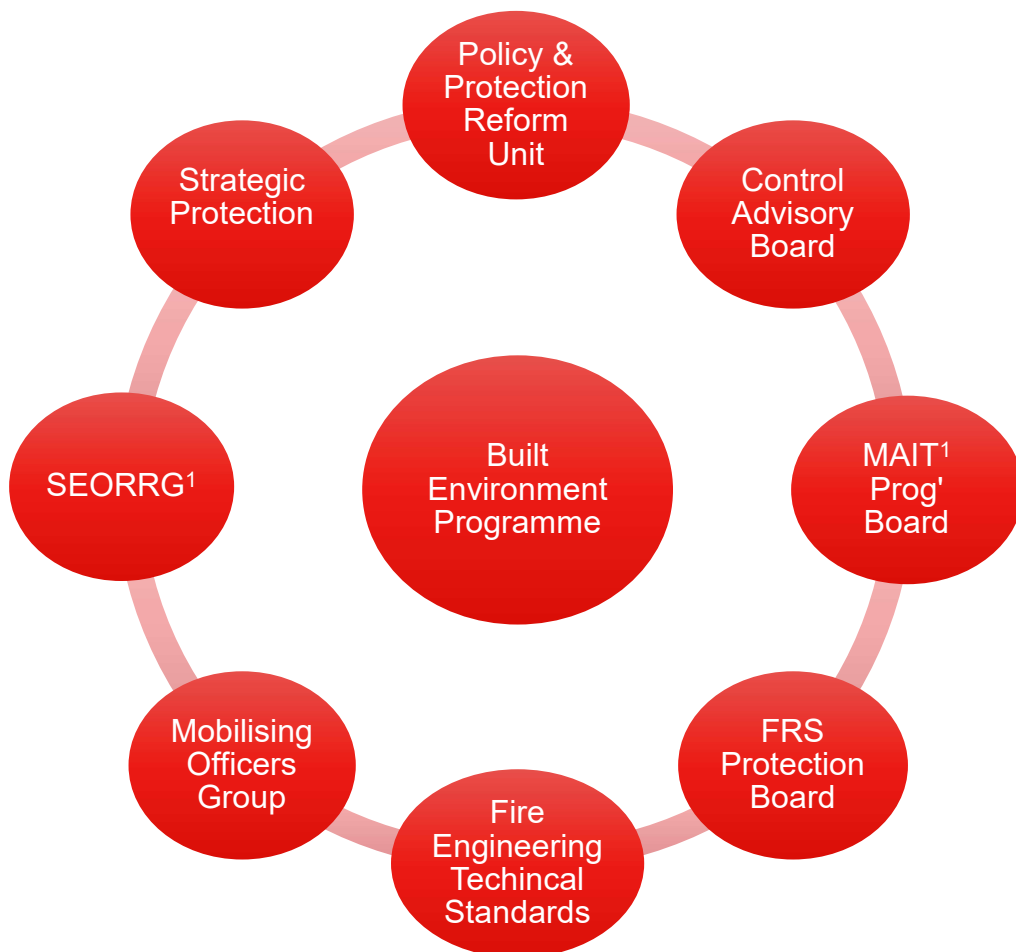 Policy &
Protection
Reform
Unit
Control
Advisory
Board
MAIT¹
Prog'
Board
FRS
Protection
Board
Fire
Engineering
Techincal
Standards
Mobilising
Officers
Group
SEORRG¹
Strategic
Protection
Built
Environment
Programme